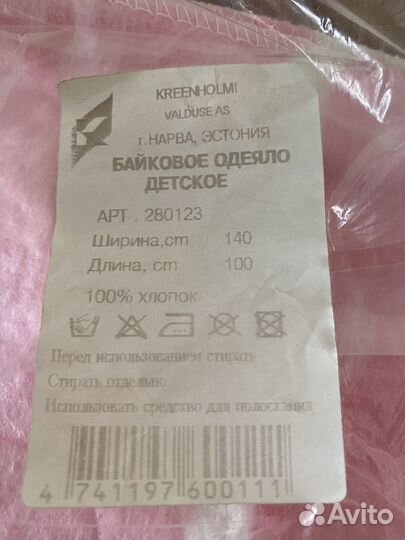 KREENHOLMI
VALDUSE AS
г.НАРВА, ЭСТОНИЯ
БАЙКОВОЕ ОДЕЯЛО
ДЕТСКОЕ
АРТ . 280123
Ширина,cm 140
Длина, cm 100
100% хлопок
Перед использованием стирать
Стирать отдельно
Использовать средство для полоскания
4 741197 600111
Avito